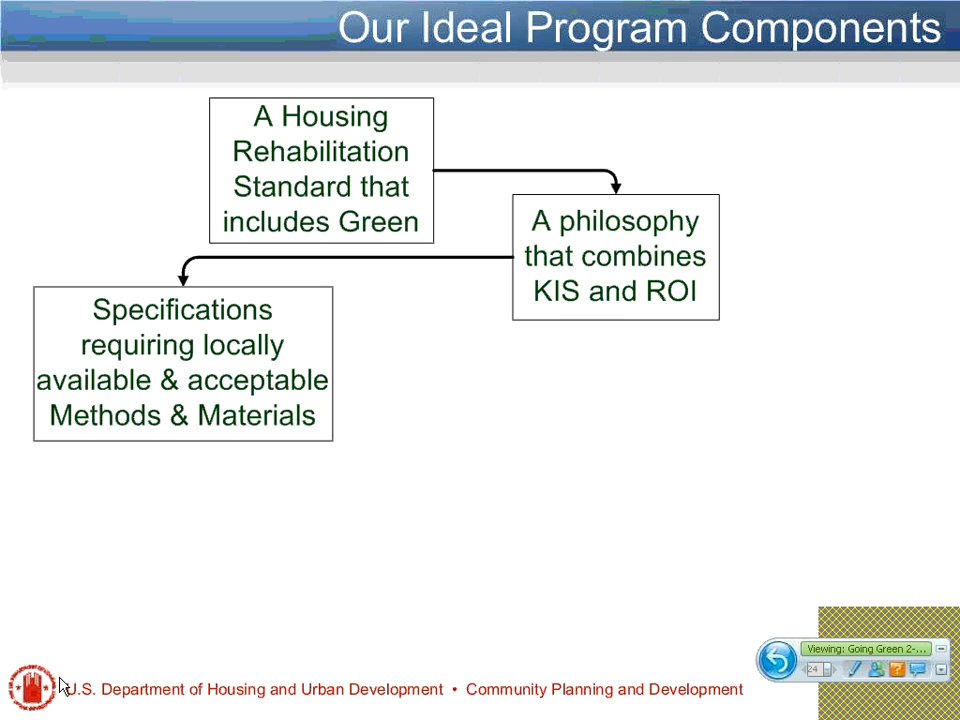 Our Ideal Program Components
A Housing
Rehabilitation
Standard that
includes Green
A philosophy
that combines
KIS and ROI
Specifications
requiring locally
available & acceptable
Methods & Materials
Viewing: Going Green 2-...
24
U.S. Department of Housing and Urban Development • Community Planning and Development